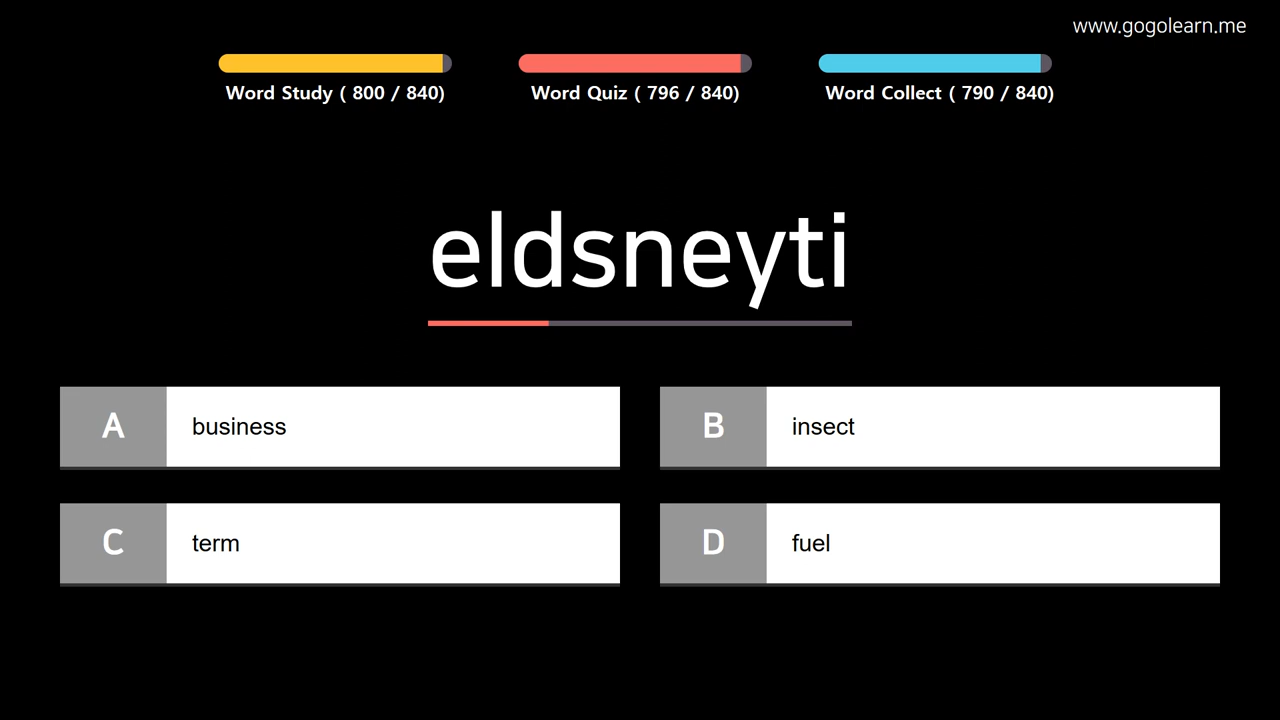 www.gogolearn.me
Word Study ( 800 / 840)
Word Quiz ( 796 / 840)
Word Collect ( 790 / 840)
eldsneyti
A business
B insect
C term
D fuel